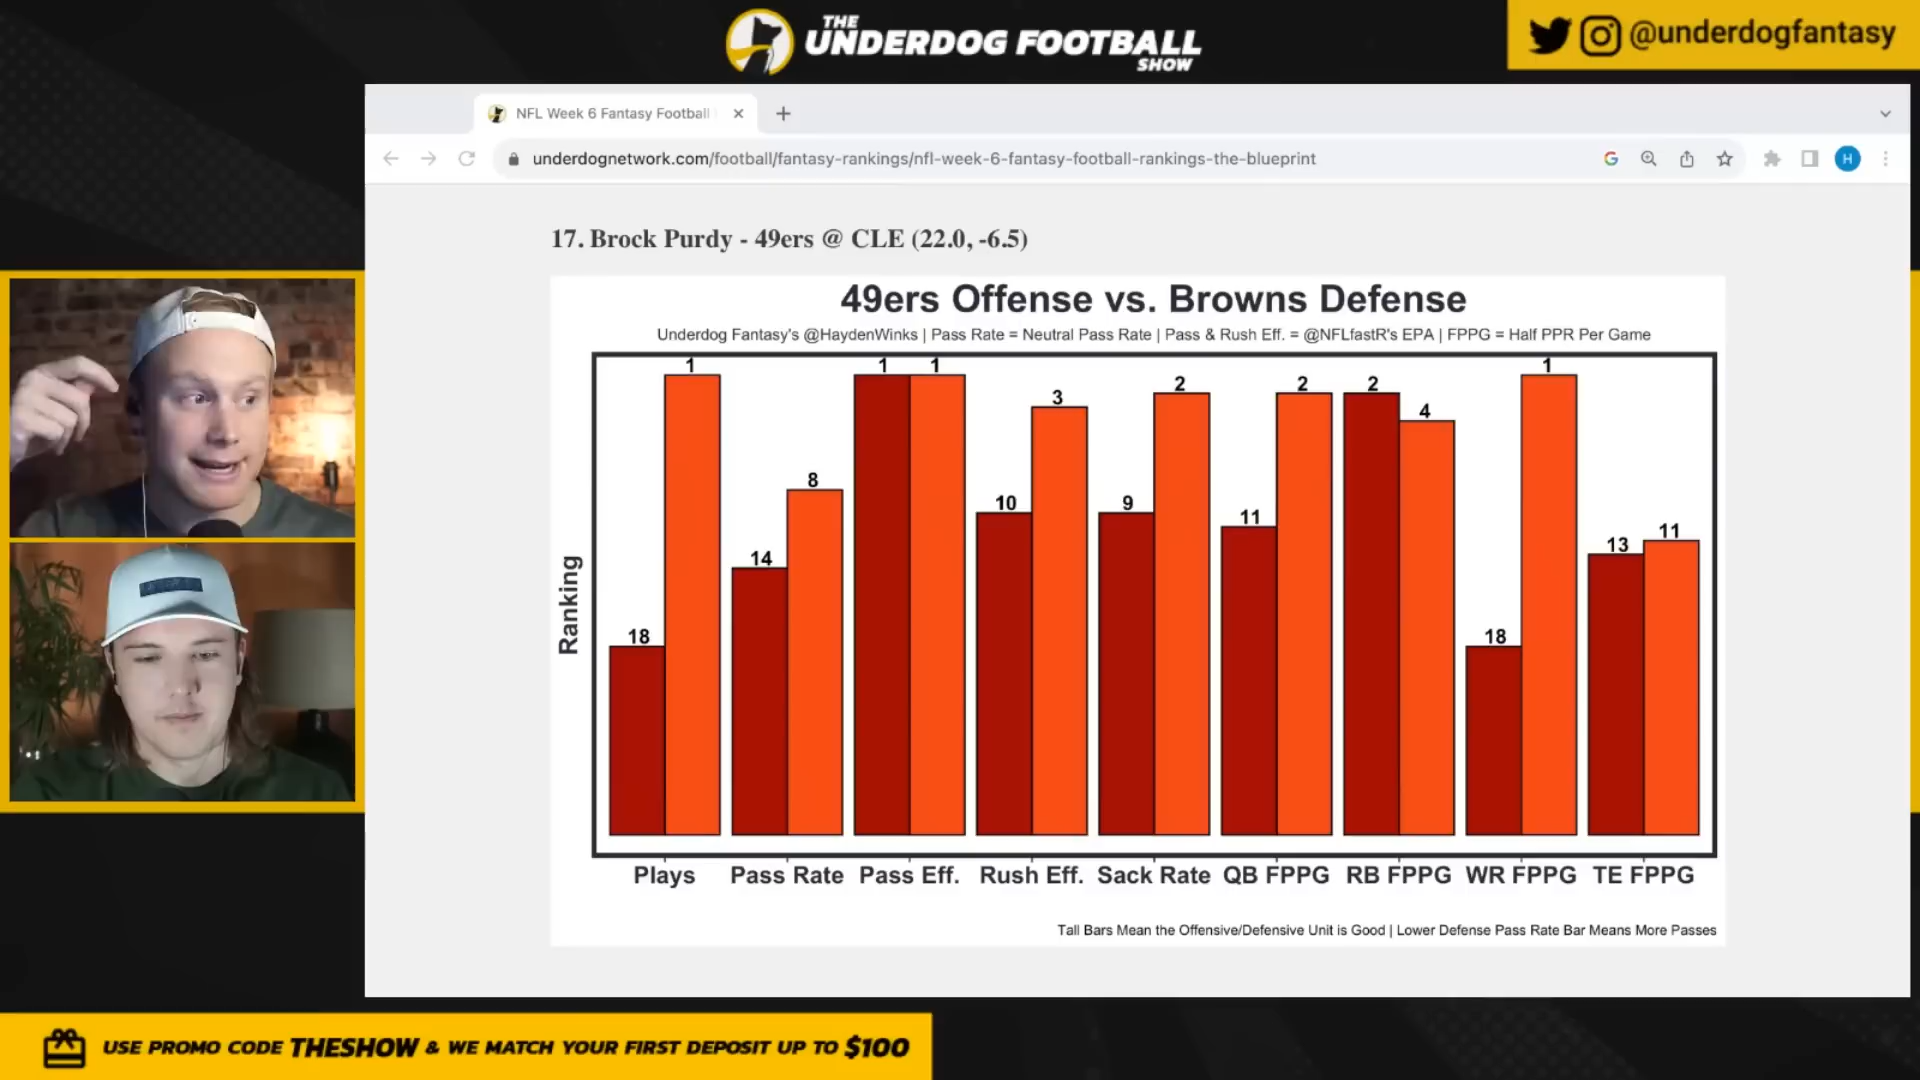 THE
UNDERDOG FOOTBALL
SHOW
@underdogfantasy
NFL Week 6 Fantasy Football
underdognetwork.com/football/fantasy-rankings/nfl-week-6-fantasy-football-rankings-the-blueprint
G
H
17. Brock Purdy - 49ers @ CLE (22.0, -6.5)
49ers Offense vs. Browns Defense
Underdog Fantasy's @HaydenWinks | Pass Rate = Neutral Pass Rate | Pass & Rush Eff. = @NFLfastR's EPA | FPPG = Half PPR Per Game
Ranking
18 1 14 8 1 1 10 3 9 2 11 2 2 4 18 1 13 11
Plays Pass Rate Pass Eff. Rush Eff. Sack Rate QB FPPG RB FPPG WR FPPG TE FPPG
Tall Bars Mean the Offensive/Defensive Unit is Good | Lower Defense Pass Rate Bar Means More Passes
USE PROMO CODE THESHOW & WE MATCH YOUR FIRST DEPOSIT UP TO $100